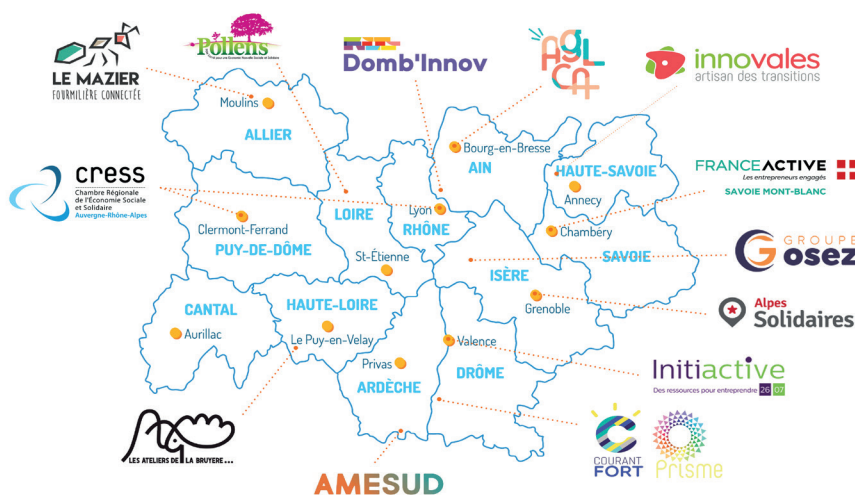 LE MAZIER
FOURMILIÈRE CONNECTÉE
Pollens
Domb'Innov
AGLCA
innovales
artisan des transitions
Moulins
ALLIER
Bourg-en-Bresse
AIN
HAUTE-SAVOIE
Annecy
FRANCE ACTIVE
Les entrepreneurs engagés
SAVOIE MONT-BLANC
cress
Chambre Régionale
de l'Économie Sociale
et Solidaire
Auvergne-Rhône-Alpes
LOIRE
Lyon
RHÔNE
Clermont-Ferrand
PUY-DE-DÔME
Chambéry
SAVOIE
GROUPE
Gosez
St-Étienne
ISÈRE
Grenoble
Alpes
Solidaires
CANTAL
Aurillac
HAUTE-LOIRE
Le Puy-en-Velay
Privas
ARDÈCHE
Valence
DRÔME
Initiactive
Des ressources pour entreprendre 26 07
LES ATELIERS DE LA BRUYERE...
AMESUD
COURANT
FORT
Prisme